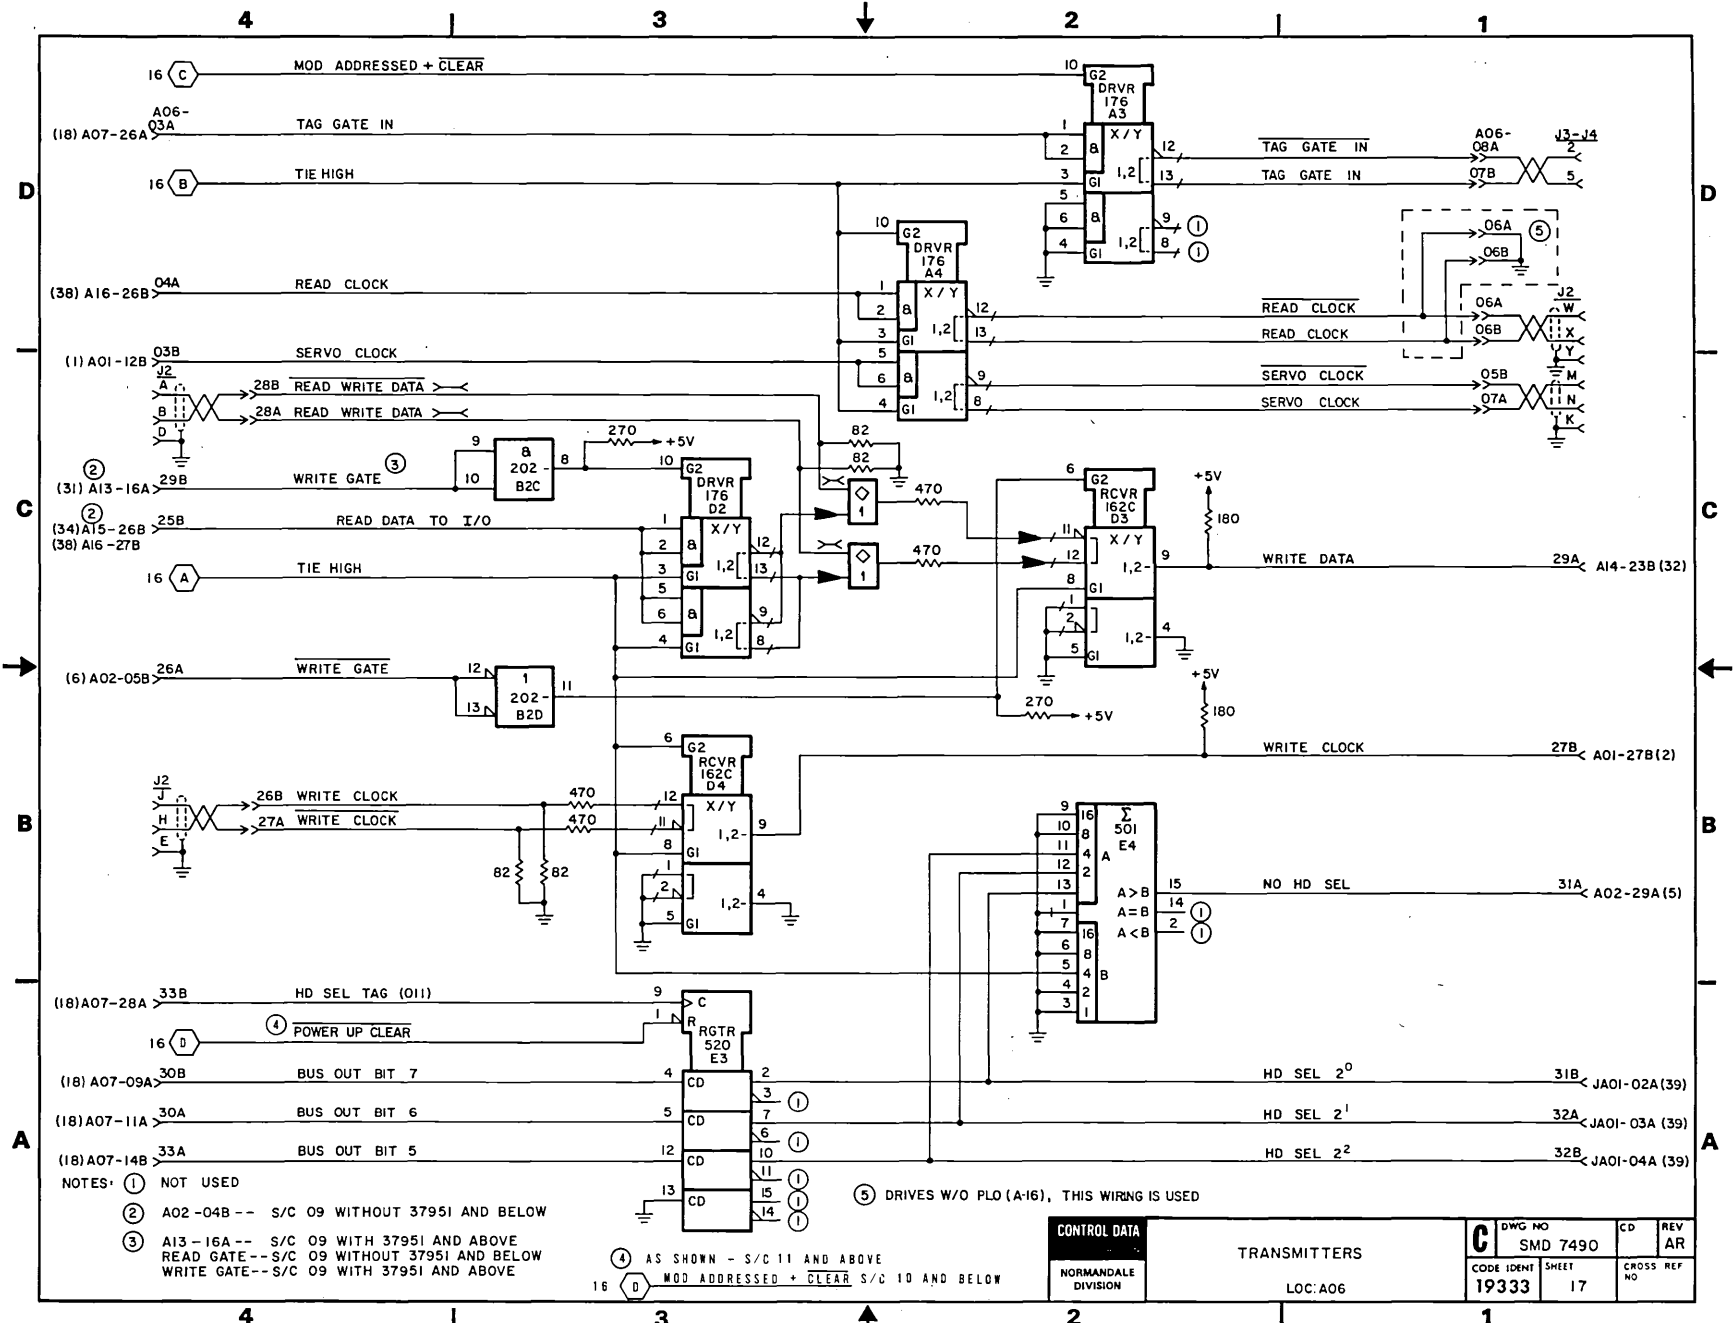 4 3 2 1
16 C MOD ADDRESSED + CLEAR 10 G2
DRVR
176
A3
A06-
(18) A07-26A 03A TAG GATE IN 1 & X/Y
2
12 TAG GATE IN A06-08A J3-J4 2
16 B TIE HIGH 3 G1 1,2 13 TAG GATE IN 07B 5
D D
5
6 & 9 1
4 G1 1,2 8 1
06A 5
06B
10 G2
DRVR
176
A4
(38) A16-26B 04A READ CLOCK 1 X/Y
2 & 12 READ CLOCK 06A J2 W
3 G1 1,2 13 READ CLOCK 06B X
Y
(1) A01-12B 03B SERVO CLOCK 5
6 & 9 SERVO CLOCK 05B M
4 G1 1,2 8 SERVO CLOCK 07A N
K
J2
A 28B READ WRITE DATA
B 28A READ WRITE DATA
D
270 +5V
82
82
2
(31) A13-16A 29B WRITE GATE 3 9 10 & 202 B2C 8
10 G2
DRVR
176
D2
C C
2
(34) A15-26B 25B READ DATA TO I/O 1 X/Y
(38) A16-27B
2 & 12
16 A TIE HIGH 3 G1 1,2 13
5
6 & 9
4 G1 1,2 8
◇ 1 470
◇ 1 470
6 G2
RCVR
162C
D3
11 X/Y
12 1,2 9
8 G1
1
2 1,2 4
5 G1
+5V
180
WRITE DATA 29A A14-23B (32)
(6) A02-05B 26A WRITE GATE 12 13 1 202 B2D 11
270 +5V
+5V
180
WRITE CLOCK 27B A01-27B (2)
6 G2
RCVR
162C
D4
J2
J 26B WRITE CLOCK 470 12 X/Y
H 27A WRITE CLOCK 470 11 1,2 9
E
8 G1
82 82
1
2 1,2 4
5 G1
B B
Σ
501
E4
9 16
10 8
11 4 A
12 2
13 A>B 15 NO HD SEL 31A A02-29A (5)
1 A=B 14 1
7 16 A<B 2 1
6 8
5 4 B
4 2
3 1
(18) A07-28A 33B HD SEL TAG (011) 9 C
16 D 4 POWER UP CLEAR 1 R
RGTR
520
E3
(18) A07-09A 30B BUS OUT BIT 7 4 CD 2 HD SEL 2⁰ 31B JA01-02A (39)
3 1
(18) A07-11A 30A BUS OUT BIT 6 5 CD 7 HD SEL 2¹ 32A JA01-03A (39)
6 1
A A
(18) A07-14B 33A BUS OUT BIT 5 12 CD 10 HD SEL 2² 32B JA01-04A (39)
11 1
13 CD 15 1
14 1
NOTES: 1 NOT USED
2 A02-04B -- S/C 09 WITHOUT 37951 AND BELOW
3 A13-16A -- S/C 09 WITH 37951 AND ABOVE
READ GATE -- S/C 09 WITHOUT 37951 AND BELOW
WRITE GATE -- S/C 09 WITH 37951 AND ABOVE
4 AS SHOWN - S/C 11 AND ABOVE
16 D MOD ADDRESSED + CLEAR S/C 10 AND BELOW
5 DRIVES W/O PLO (A-16), THIS WIRING IS USED
CONTROL DATA
NORMANDALE
DIVISION
TRANSMITTERS
LOC: A06
C
DWG NO
SMD 7490
CD
REV
AR
CODE IDENT
19333
SHEET
17
CROSS REF
NO
4 3 2 1